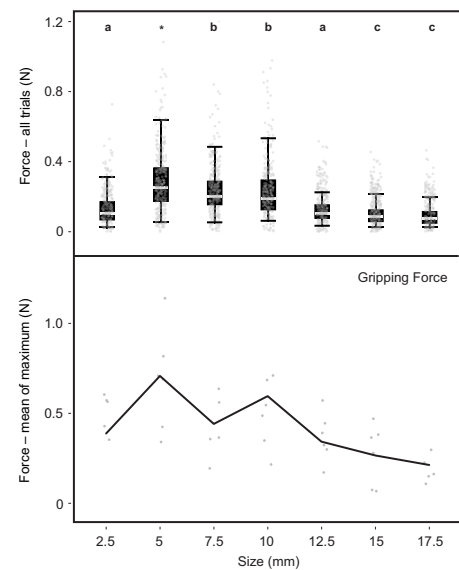 1.2
a * b b a c c
0.8
Force – all trials (N)
0.4
0
Gripping Force
1.0
Force – mean of maximum (N)
0.5
0
2.5 5 7.5 10 12.5 15 17.5
Size (mm)